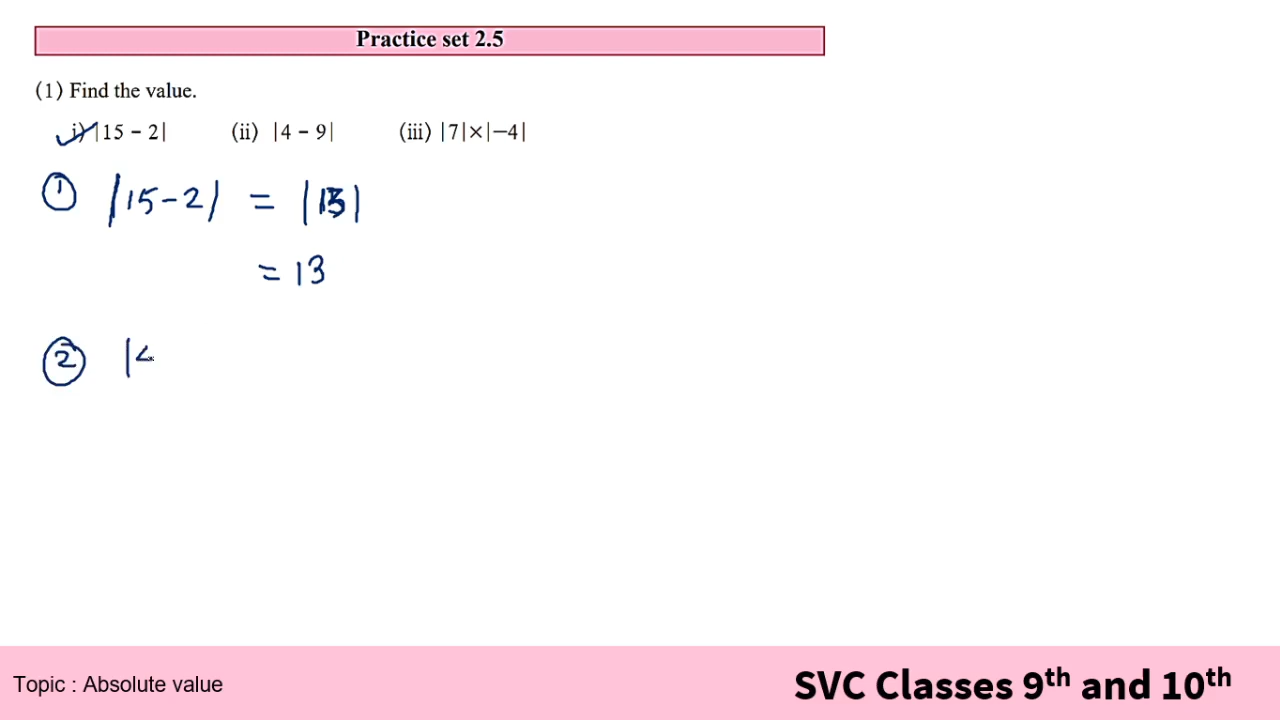 Practice set 2.5
(1) Find the value.
i) |15 − 2| (ii) |4 − 9| (iii) |7|×|−4|
① |15-2| = |13|
= 13
② |4
Topic : Absolute value
SVC Classes 9th and 10th